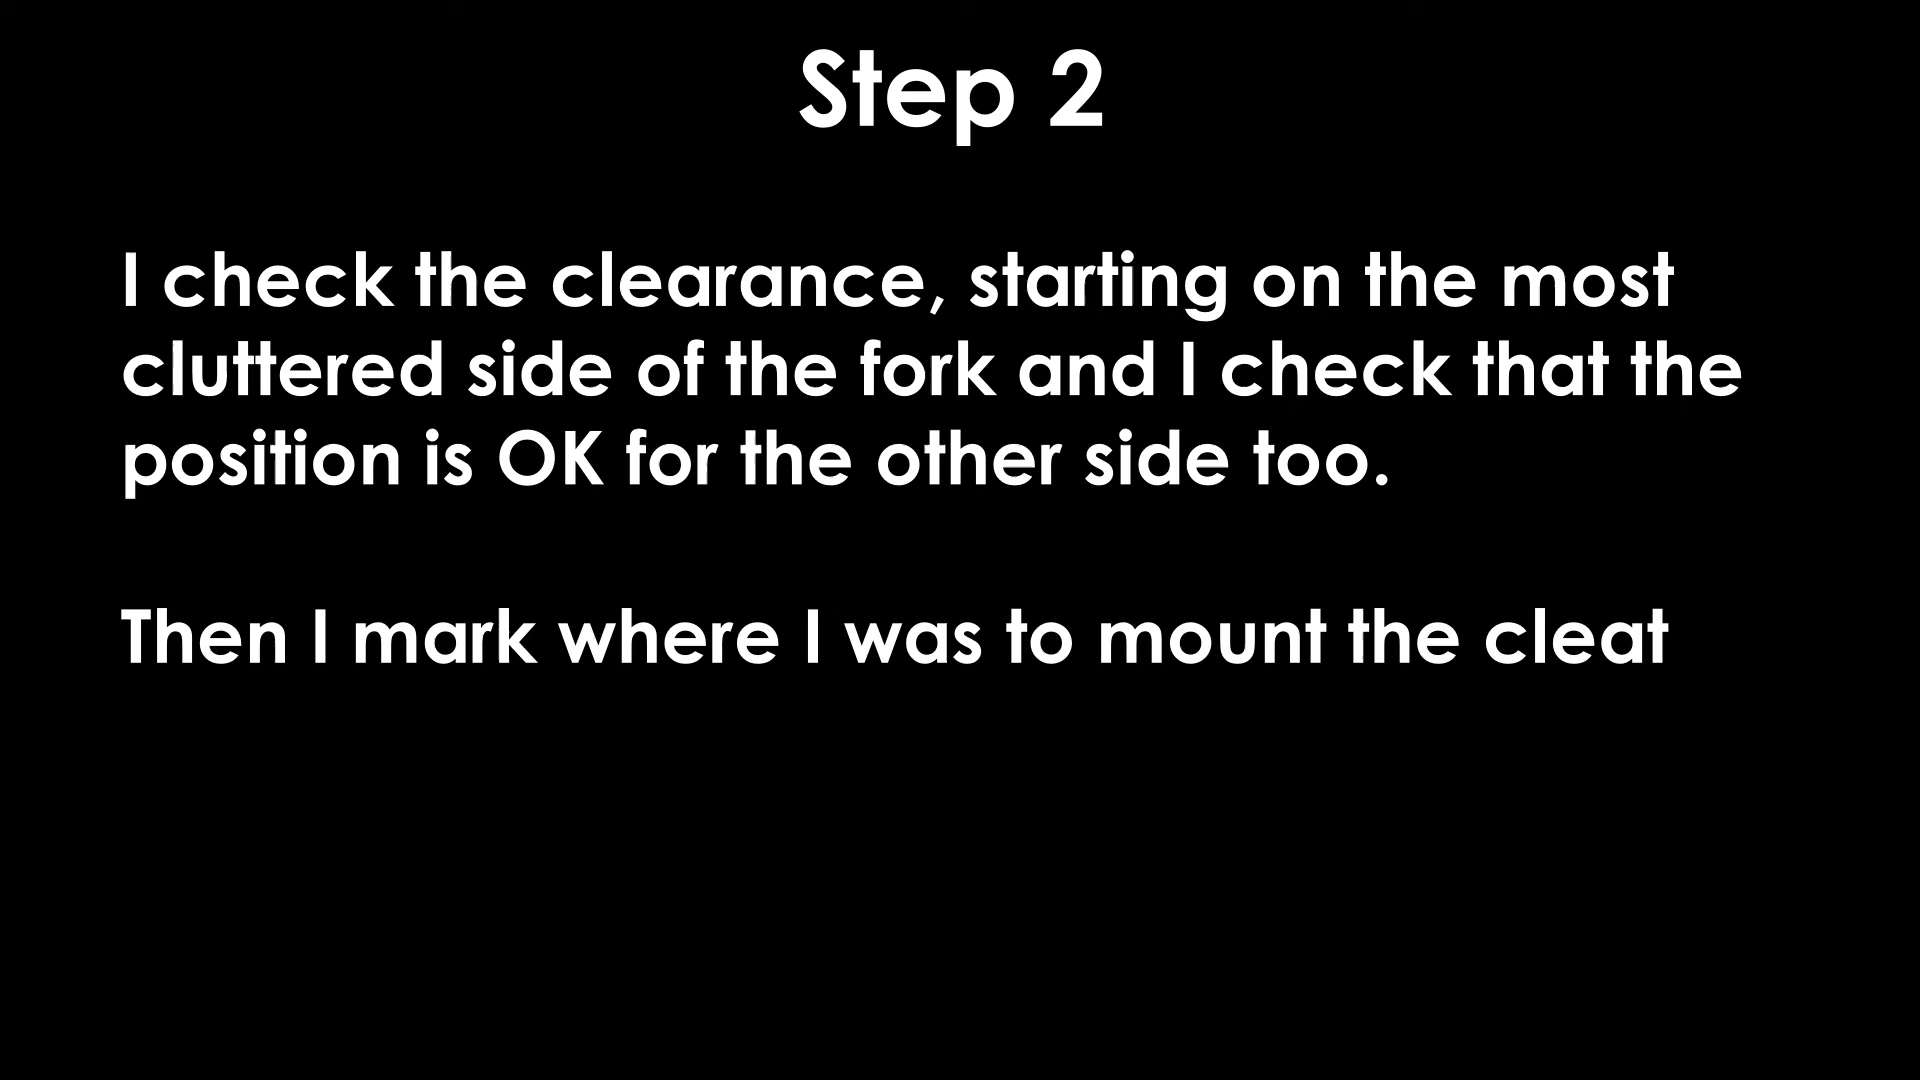 Step 2
I check the clearance, starting on the most
cluttered side of the fork and I check that the
position is OK for the other side too.
Then I mark where I was to mount the cleat